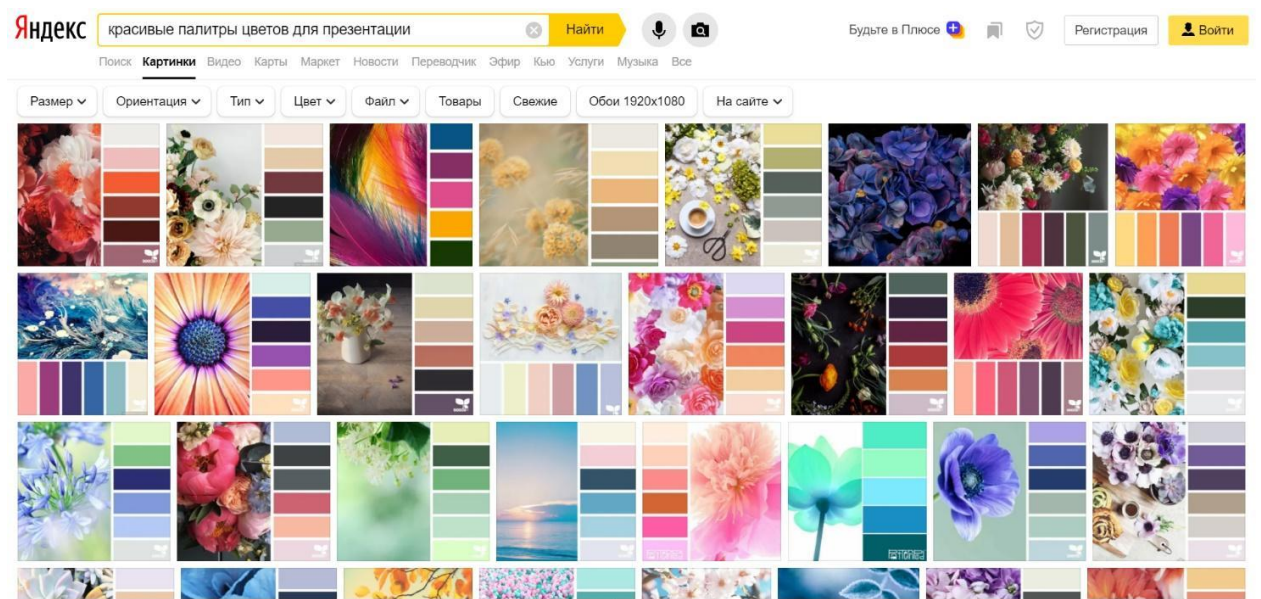 Яндекс красивые палитры цветов для презентации Найти Будьте в Плюсе Регистрация Войти
Поиск Картинки Видео Карты Маркет Новости Переводчик Эфир Кью Услуги Музыка Все
Размер Ориентация Тип Цвет Файл Товары Свежие Обои 1920x1080 На сайте